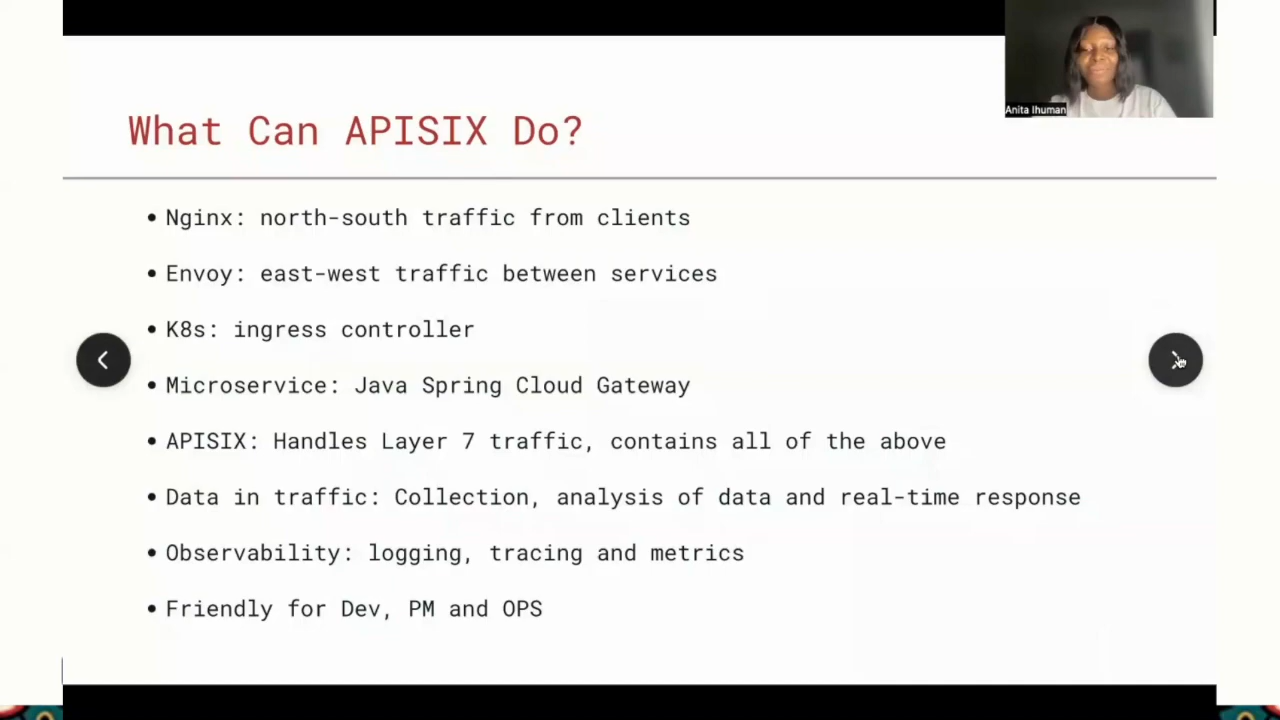 Anita Ihuman
What Can APISIX Do?
• Nginx: north-south traffic from clients
• Envoy: east-west traffic between services
• K8s: ingress controller
• Microservice: Java Spring Cloud Gateway
• APISIX: Handles Layer 7 traffic, contains all of the above
• Data in traffic: Collection, analysis of data and real-time response
• Observability: logging, tracing and metrics
• Friendly for Dev, PM and OPS